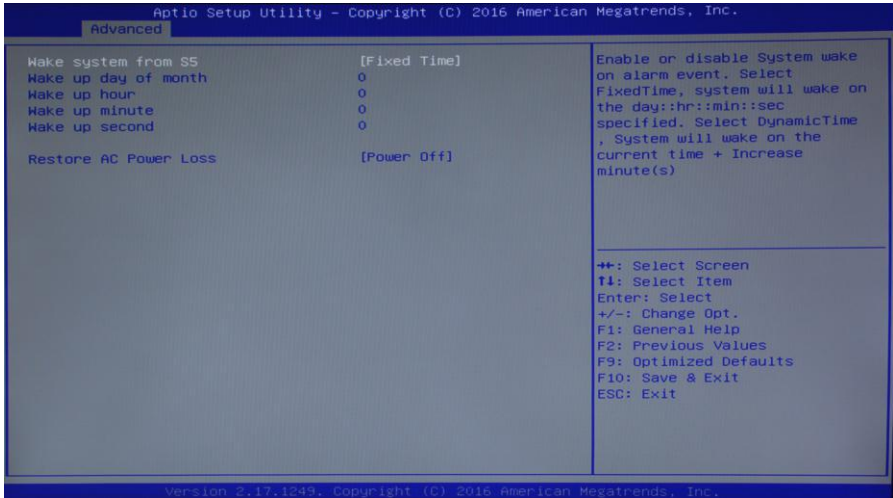 Aptio Setup Utility – Copyright (C) 2016 American Megatrends, Inc.
Advanced
Wake system from S5 [Fixed Time]
Wake up day of month 0
Wake up hour 0
Wake up minute 0
Wake up second 0
Restore AC Power Loss [Power Off]
Enable or disable System wake
on alarm event. Select
FixedTime, system will wake on
the day::hr::min::sec
specified. Select DynamicTime
, System will wake on the
current time + Increase
minute(s)
→←: Select Screen
↑↓: Select Item
Enter: Select
+/-: Change Opt.
F1: General Help
F2: Previous Values
F9: Optimized Defaults
F10: Save & Exit
ESC: Exit
Version 2.17.1249. Copyright (C) 2016 American Megatrends, Inc.